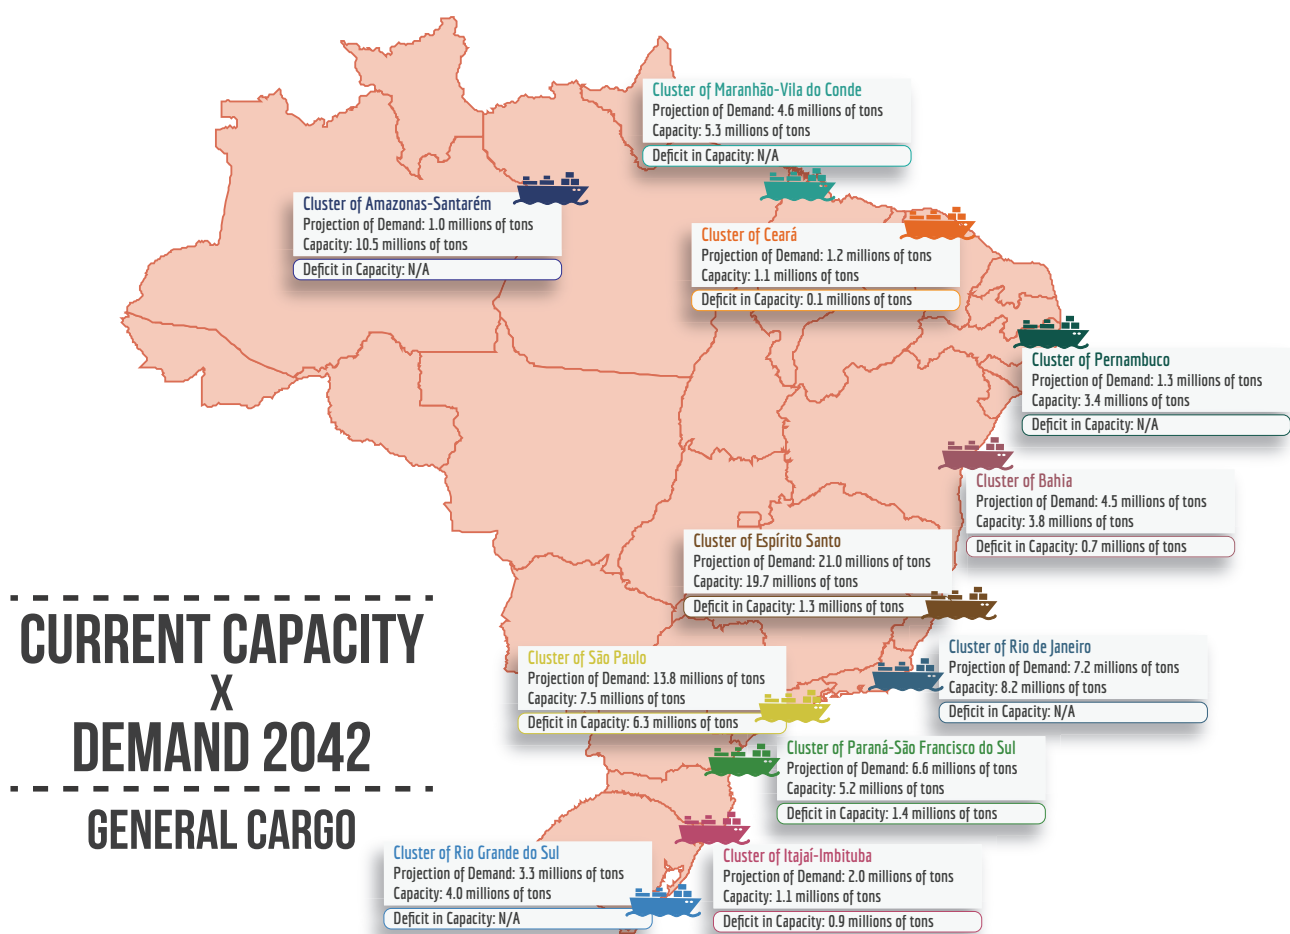 Cluster of Maranhão-Vila do Conde
Projection of Demand: 4.6 millions of tons
Capacity: 5.3 millions of tons
Deficit in Capacity: N/A
Cluster of Amazonas-Santarém
Projection of Demand: 1.0 millions of tons
Capacity: 10.5 millions of tons
Deficit in Capacity: N/A
Cluster of Ceará
Projection of Demand: 1.2 millions of tons
Capacity: 1.1 millions of tons
Deficit in Capacity: 0.1 millions of tons
Cluster of Pernambuco
Projection of Demand: 1.3 millions of tons
Capacity: 3.4 millions of tons
Deficit in Capacity: N/A
Cluster of Bahia
Projection of Demand: 4.5 millions of tons
Capacity: 3.8 millions of tons
Deficit in Capacity: 0.7 millions of tons
Cluster of Espírito Santo
Projection of Demand: 21.0 millions of tons
Capacity: 19.7 millions of tons
Deficit in Capacity: 1.3 millions of tons
CURRENT CAPACITY
X
DEMAND 2042
GENERAL CARGO
Cluster of Rio de Janeiro
Projection of Demand: 7.2 millions of tons
Capacity: 8.2 millions of tons
Deficit in Capacity: N/A
Cluster of São Paulo
Projection of Demand: 13.8 millions of tons
Capacity: 7.5 millions of tons
Deficit in Capacity: 6.3 millions of tons
Cluster of Paraná-São Francisco do Sul
Projection of Demand: 6.6 millions of tons
Capacity: 5.2 millions of tons
Deficit in Capacity: 1.4 millions of tons
Cluster of Rio Grande do Sul
Projection of Demand: 3.3 millions of tons
Capacity: 4.0 millions of tons
Deficit in Capacity: N/A
Cluster of Itajaí-Imbituba
Projection of Demand: 2.0 millions of tons
Capacity: 1.1 millions of tons
Deficit in Capacity: 0.9 millions of tons